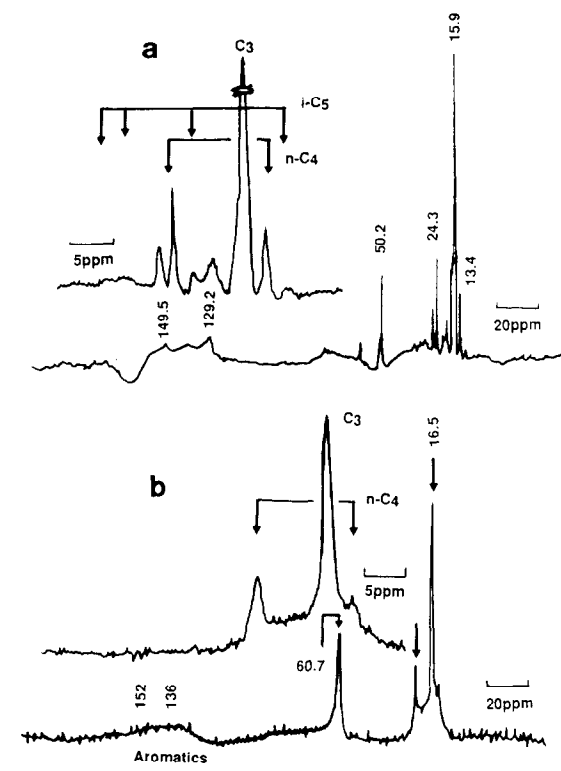 a
C3
i-C5
n-C4
5ppm
149.5
129.2
50.2
24.3
15.9
13.4
20ppm
b
C3
n-C4
5ppm
16.5
60.7
152
136
20ppm
Aromatics